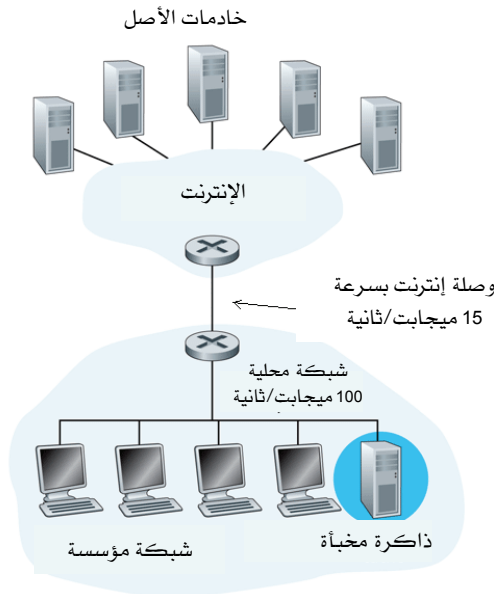 خادمات الأصل
الإنترنت
وصلة إنترنت بسرعة
15 ميجابت/ثانية
شبكة محلية
100 ميجابت/ثانية
ذاكرة مخبأة
شبكة مؤسسة